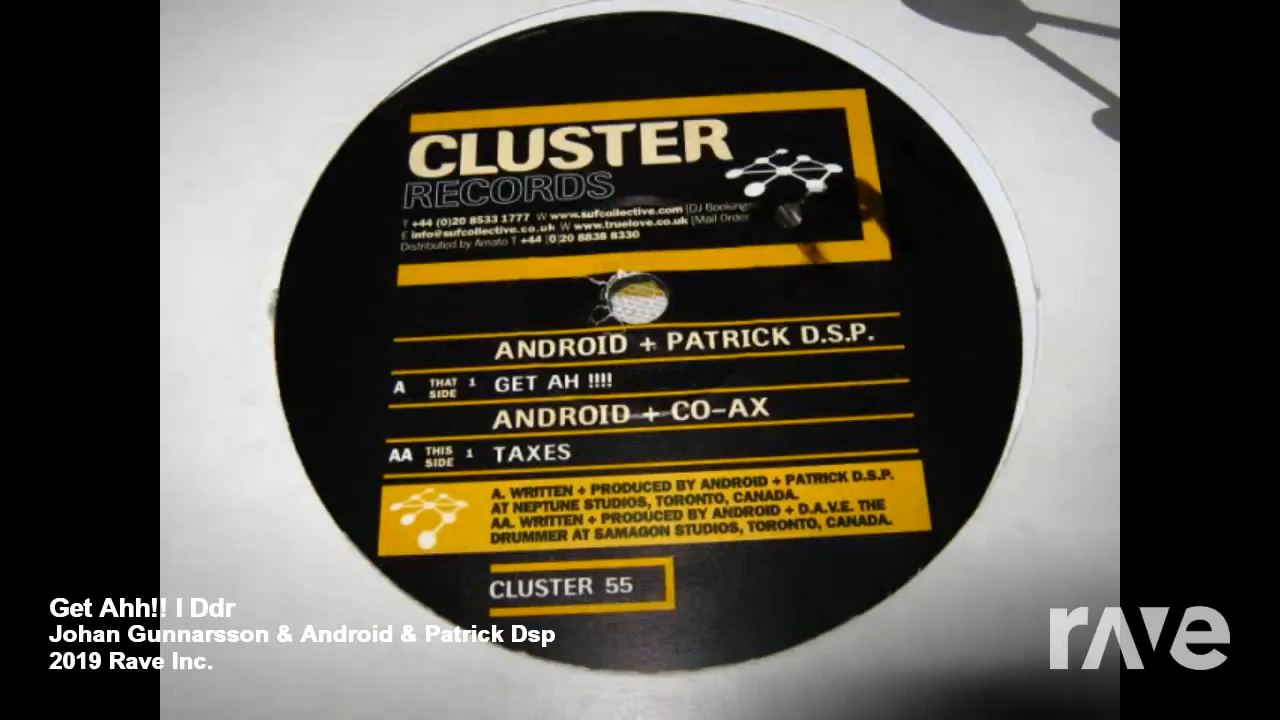 CLUSTER
RECORDS
T +44 (0)20 8533 1777 W www.sufcollective.com [DJ Bookings
E info@sufcollective.co.uk W www.truelove.co.uk [Mail Order
Distributed by Amato T +44 (0)20 8838 8330
ANDROID + PATRICK D.S.P.
A THAT SIDE 1 GET AH !!!!
ANDROID + CO-AX
AA THIS SIDE 1 TAXES
A. WRITTEN + PRODUCED BY ANDROID + PATRICK D.S.P.
AT NEPTUNE STUDIOS, TORONTO, CANADA.
AA. WRITTEN + PRODUCED BY ANDROID + D.A.V.E. THE
DRUMMER AT SAMAGON STUDIOS, TORONTO, CANADA.
CLUSTER 55
Get Ahh!! I Ddr
Johan Gunnarsson & Android & Patrick Dsp
2019 Rave Inc.
rave